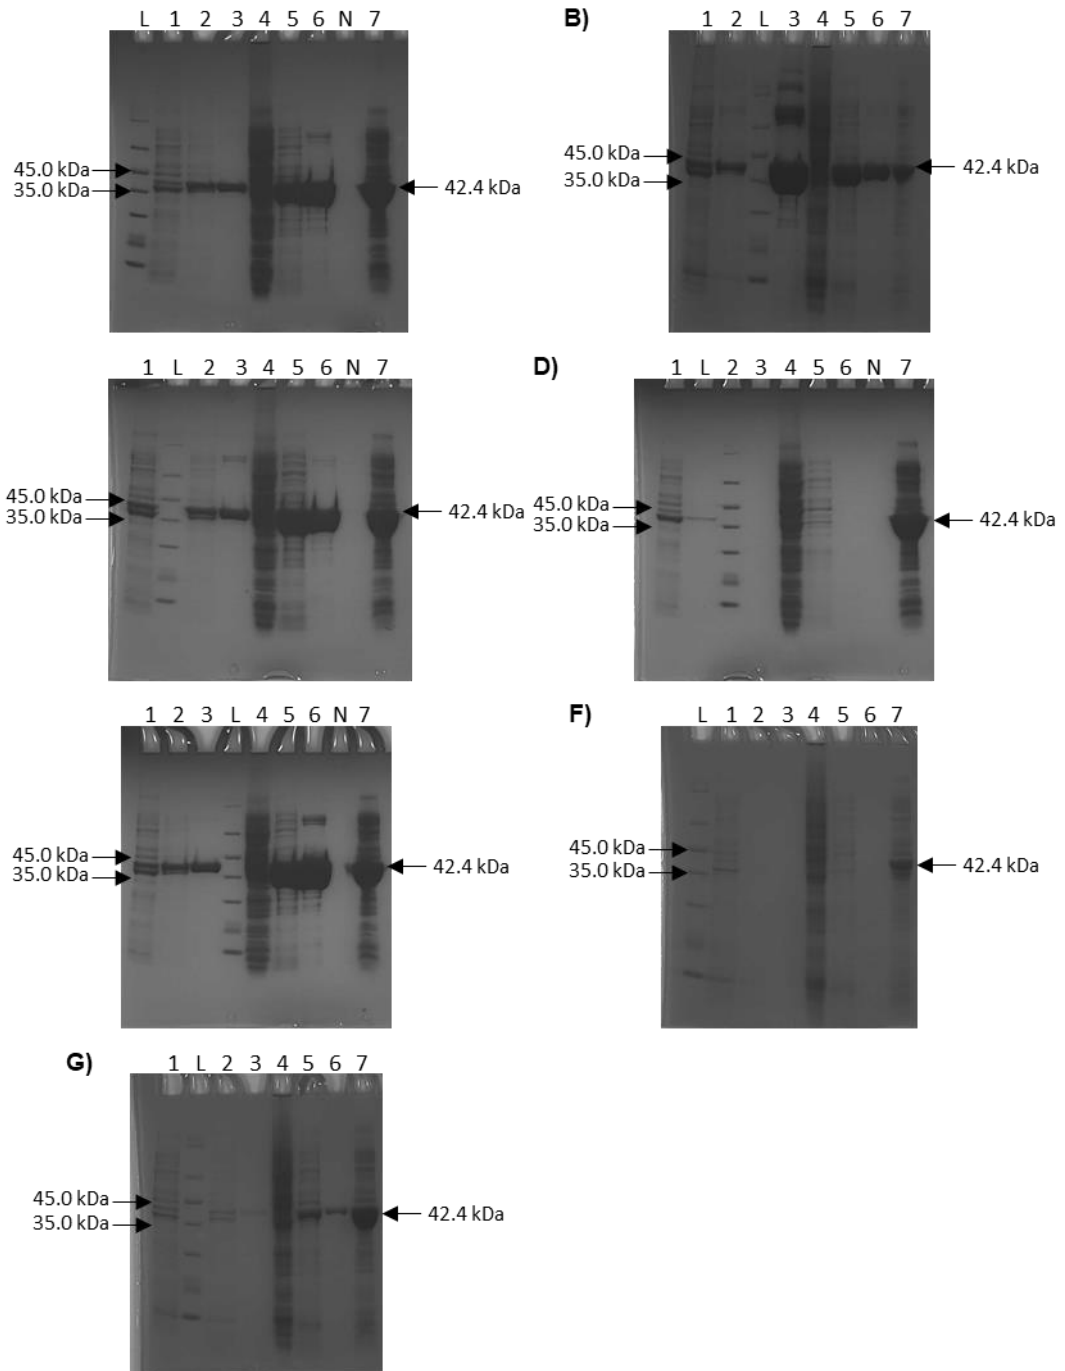 L 1 2 3 4 5 6 N 7
45.0 kDa
35.0 kDa
42.4 kDa
B)
1 2 L 3 4 5 6 7
45.0 kDa
35.0 kDa
42.4 kDa
1 L 2 3 4 5 6 N 7
45.0 kDa
35.0 kDa
42.4 kDa
D)
1 L 2 3 4 5 6 N 7
45.0 kDa
35.0 kDa
42.4 kDa
1 2 3 L 4 5 6 N 7
45.0 kDa
35.0 kDa
42.4 kDa
F)
L 1 2 3 4 5 6 7
45.0 kDa
35.0 kDa
42.4 kDa
G)
1 L 2 3 4 5 6 7
45.0 kDa
35.0 kDa
42.4 kDa